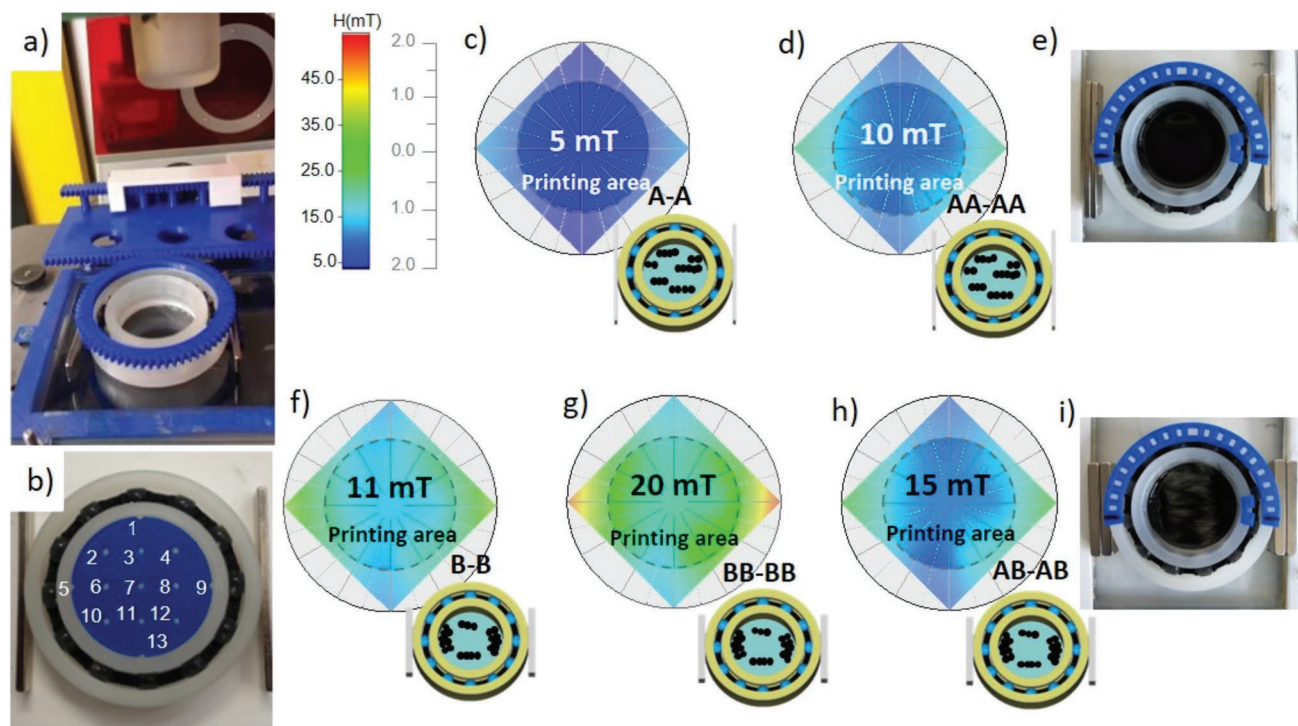 a)
H(mT)
45.0
35.0
25.0
15.0
5.0
2.0
1.0
0.0
1.0
2.0
c)
5 mT
Printing area
A-A
d)
10 mT
Printing area
AA-AA
e)
b)
1
2 3 4
5 6 7 8 9
10 11 12
13
f)
11 mT
Printing area
B-B
g)
20 mT
Printing area
BB-BB
h)
15 mT
Printing area
AB-AB
i)